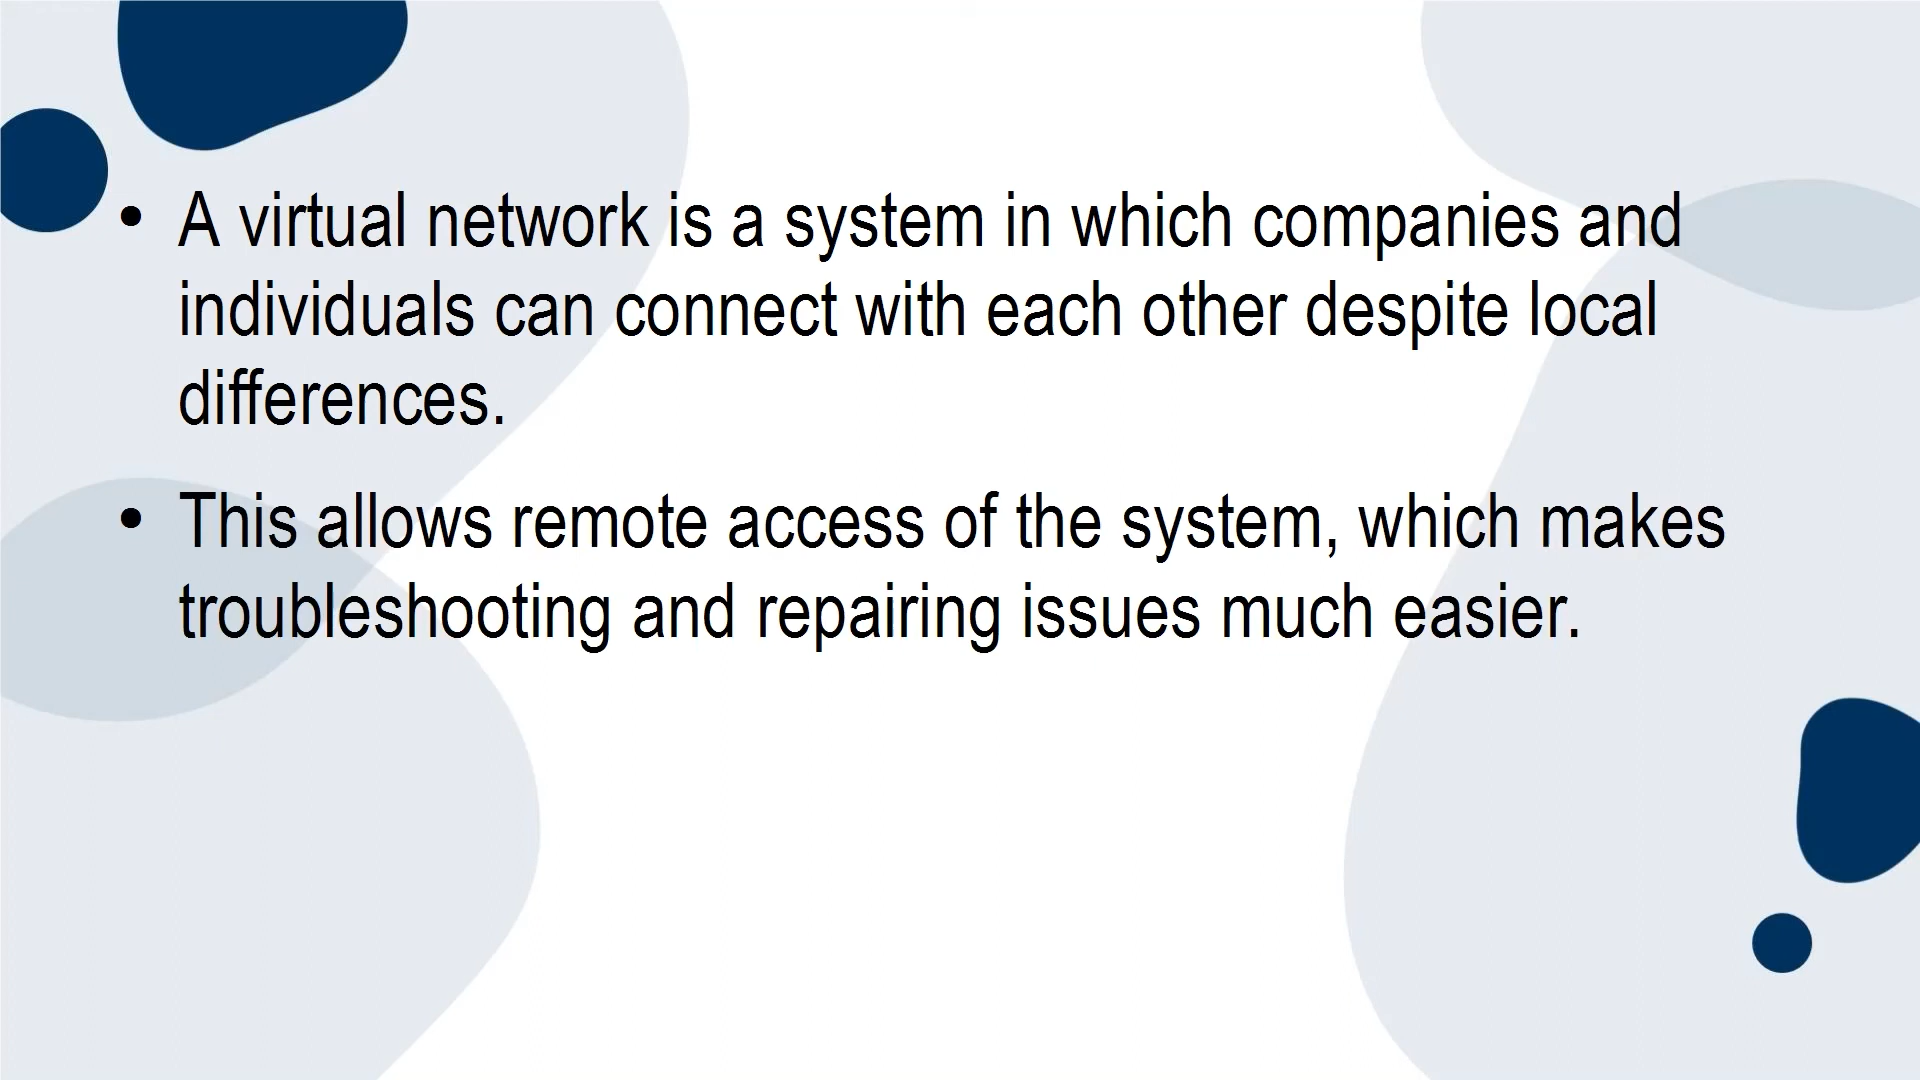 • A virtual network is a system in which companies and
individuals can connect with each other despite local
differences.
• This allows remote access of the system, which makes
troubleshooting and repairing issues much easier.